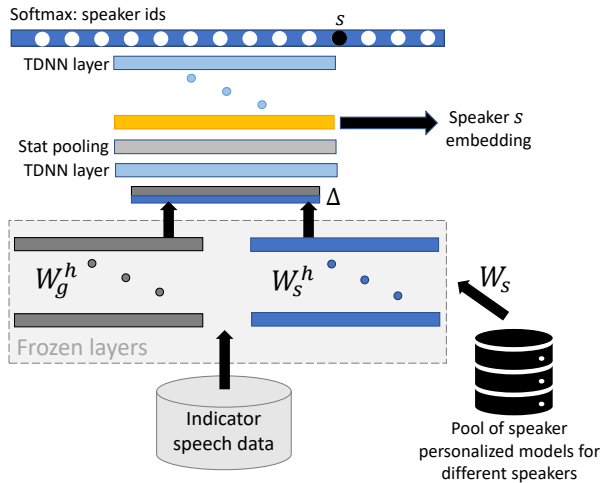 Softmax: speaker ids
s
TDNN layer
Speaker s
embedding
Stat pooling
TDNN layer
Δ
W_g^h
W_s^h
W_s
Frozen layers
Indicator
speech data
Pool of speaker
personalized models for
different speakers